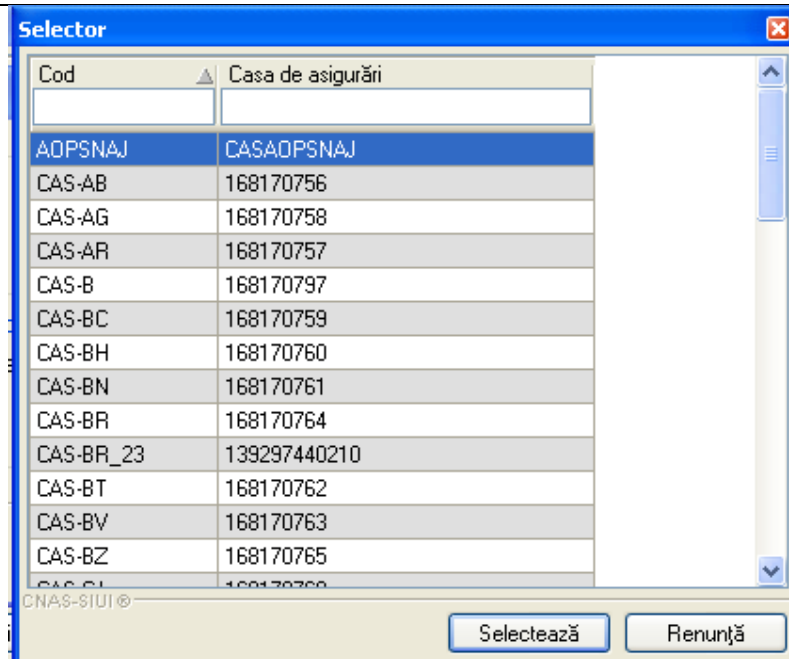 Selector
Cod Casa de asigurări
AOPSNAJ CASAOPSNAJ
CAS-AB 168170756
CAS-AG 168170758
CAS-AR 168170757
CAS-B 168170797
CAS-BC 168170759
CAS-BH 168170760
CAS-BN 168170761
CAS-BR 168170764
CAS-BR_23 139297440210
CAS-BT 168170762
CAS-BV 168170763
CAS-BZ 168170765
CNAS-SIUI®
Selectează Renunţă